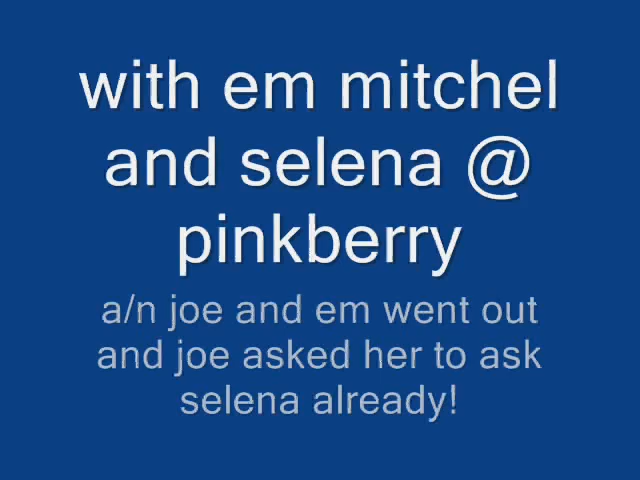 with em mitchel
and selena @
pinkberry
a/n joe and em went out
and joe asked her to ask
selena already!